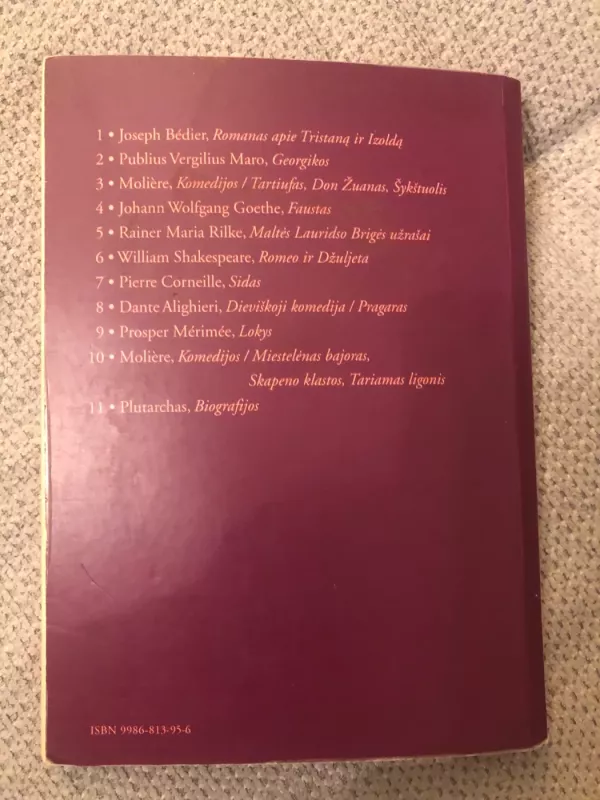 1 • Joseph Bédier, Romanas apie Tristaną ir Izoldą
2 • Publius Vergilius Maro, Georgikos
3 • Molière, Komedijos / Tartiufas, Don Žuanas, Šykštuolis
4 • Johann Wolfgang Goethe, Faustas
5 • Rainer Maria Rilke, Maltės Lauridso Brigės užrašai
6 • William Shakespeare, Romeo ir Džuljeta
7 • Pierre Corneille, Sidas
8 • Dante Alighieri, Dieviškoji komedija / Pragaras
9 • Prosper Mérimée, Lokys
10 • Molière, Komedijos / Miestelėnas bajoras,
Skapeno klastos, Tariamas ligonis
11 • Plutarchas, Biografijos
ISBN 9986-813-95-6